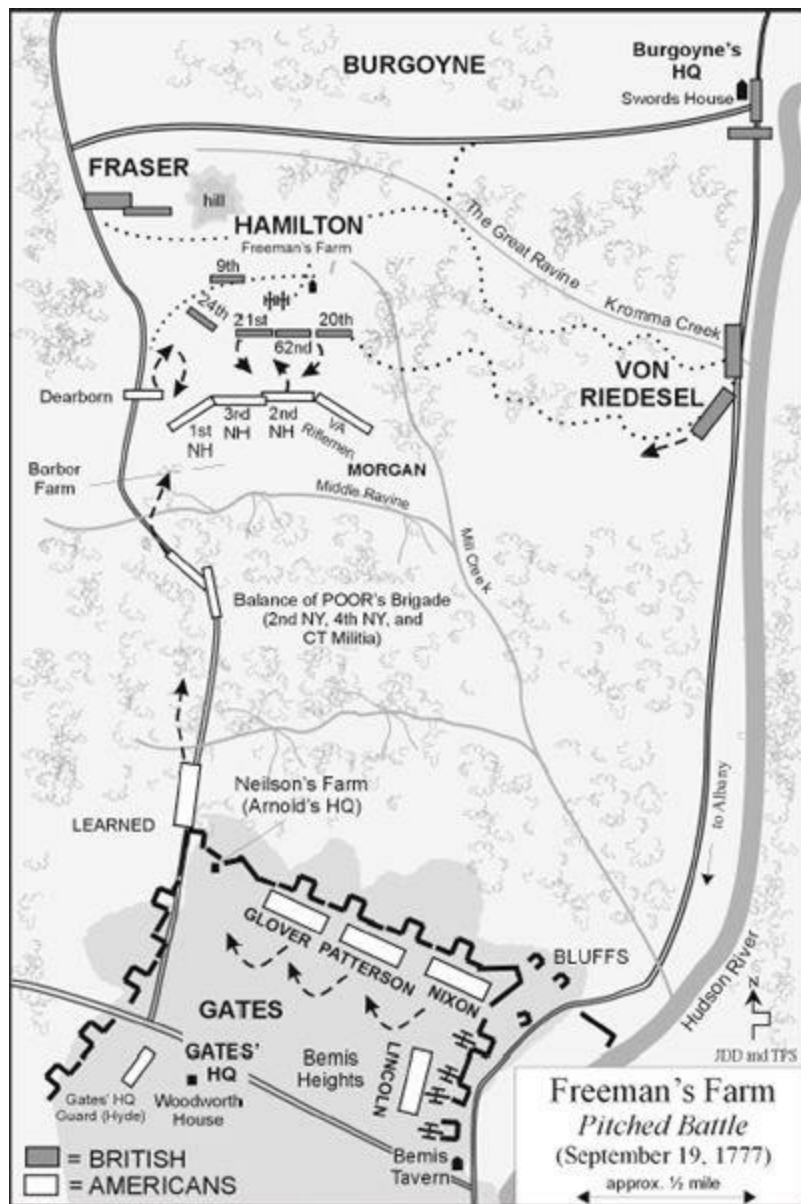 BURGOYNE
Burgoyne's
HQ
Swords House
FRASER
hill
HAMILTON
Freeman's Farm
The Great Ravine
Kromma Creek
9th
24th
21st
62nd
20th
VON
RIEDESEL
Dearborn
1st
NH
3rd
NH
2nd
NH
VA
Riflemen
MORGAN
Barbor
Farm
Middle Ravine
Mill Creek
Balance of POOR's Brigade
(2nd NY, 4th NY, and
CT Militia)
Neilson's Farm
(Arnold's HQ)
LEARNED
to Albany
GLOVER
PATTERSON
NIXON
BLUFFS
Hudson River
GATES
GATES'
HQ
Woodworth
House
Bemis
Heights
LINCOLN
Gates' HQ
Guard (Hyde)
Bemis
Tavern
N
JDD and TPS
= BRITISH
= AMERICANS
Freeman's Farm
Pitched Battle
(September 19, 1777)
approx. ½ mile